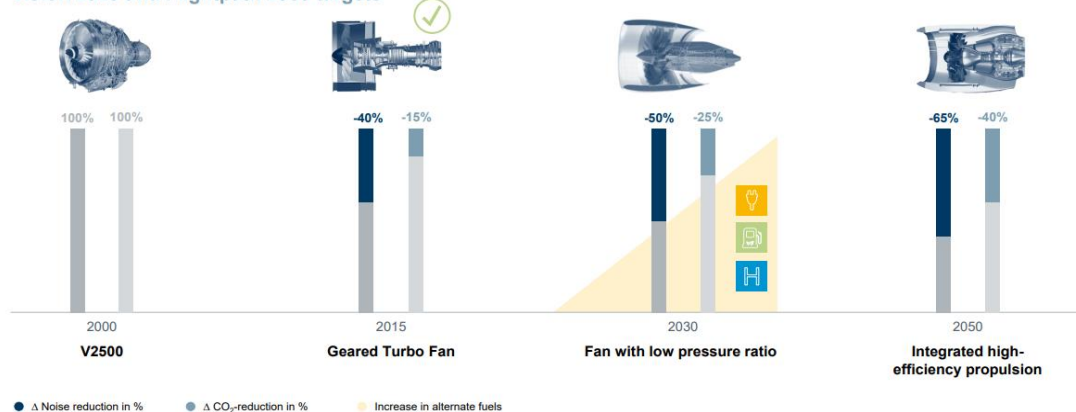 100% 100%
-40% -15%
-50% -25%
-65% -40%
2000
2015
2030
2050
V2500
Geared Turbo Fan
Fan with low pressure ratio
Integrated high-
efficiency propulsion
Δ Noise reduction in %
Δ CO₂-reduction in %
Increase in alternate fuels